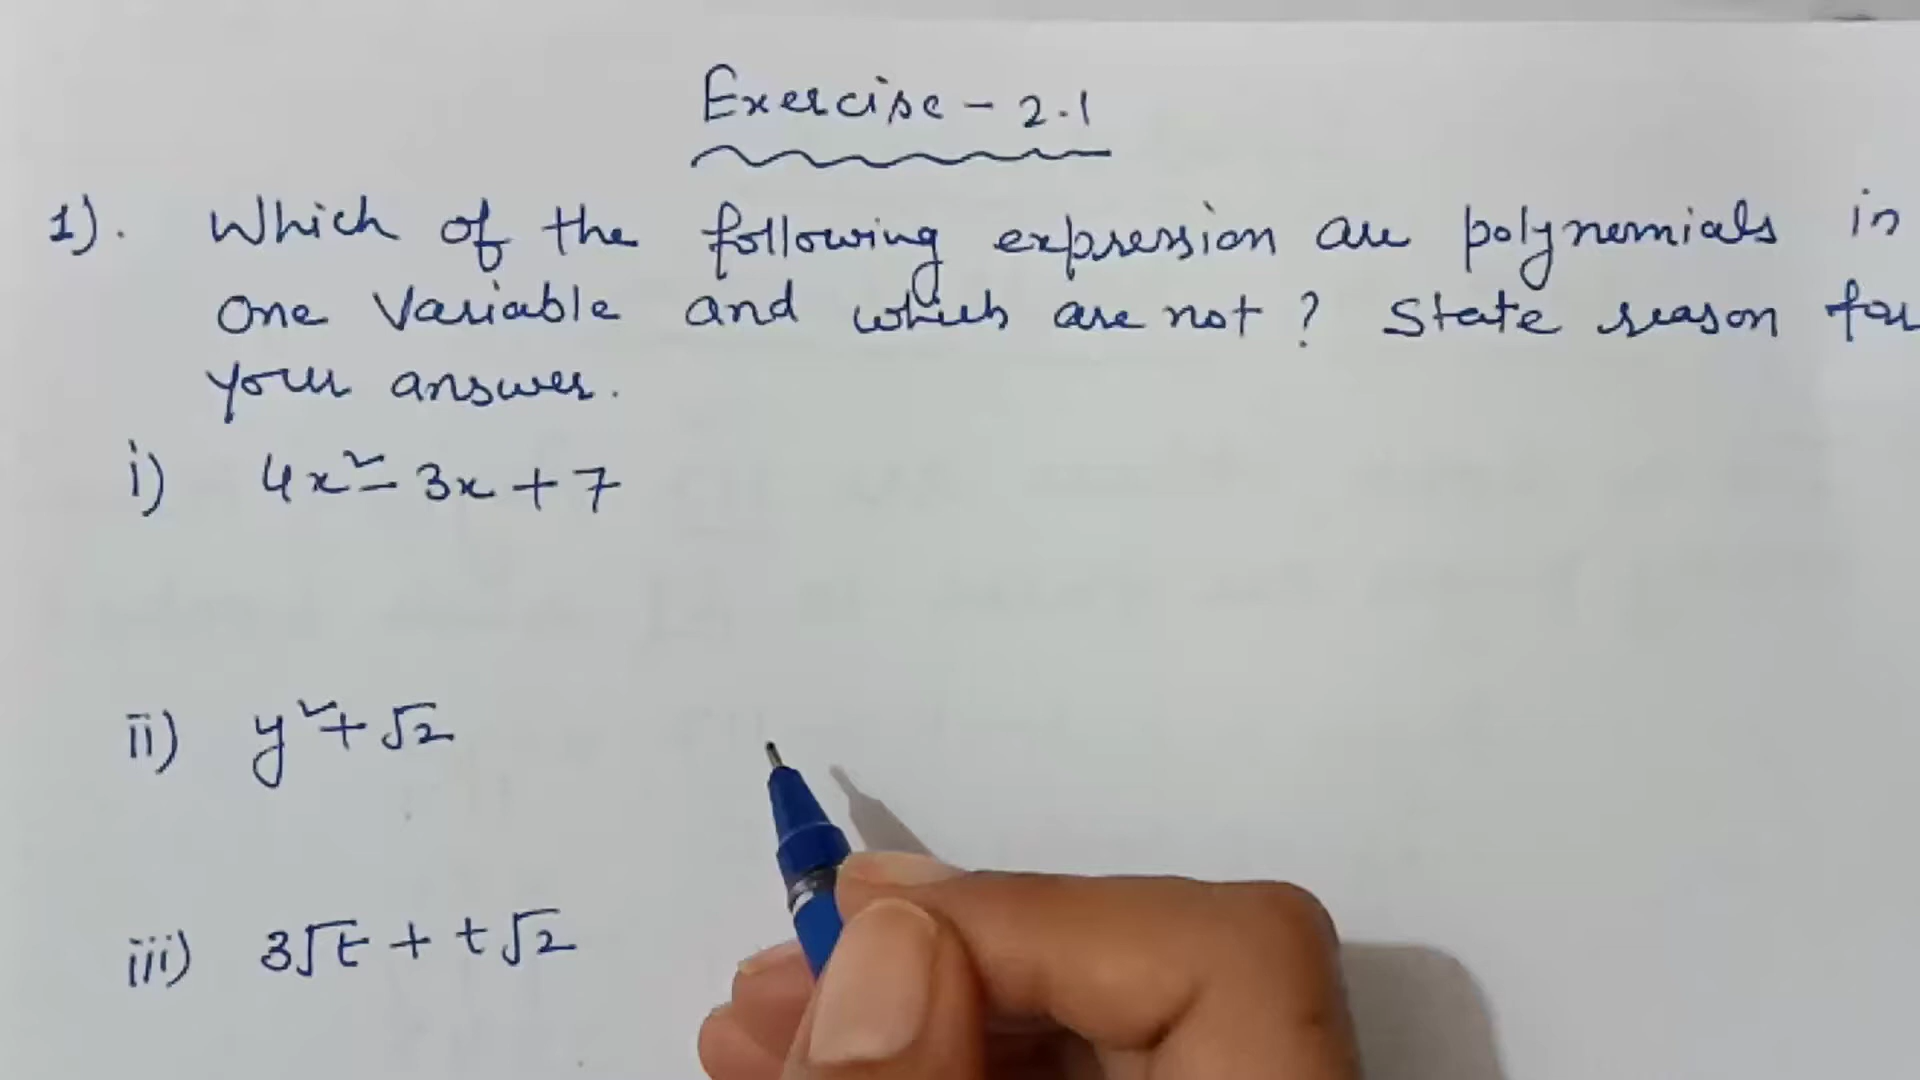 Exercise - 2.1
1). Which of the following expression are polynomials in
one variable and which are not? State reason for
your answer.
i) 4x² - 3x + 7
ii) y² + √2
iii) 3√t + t√2